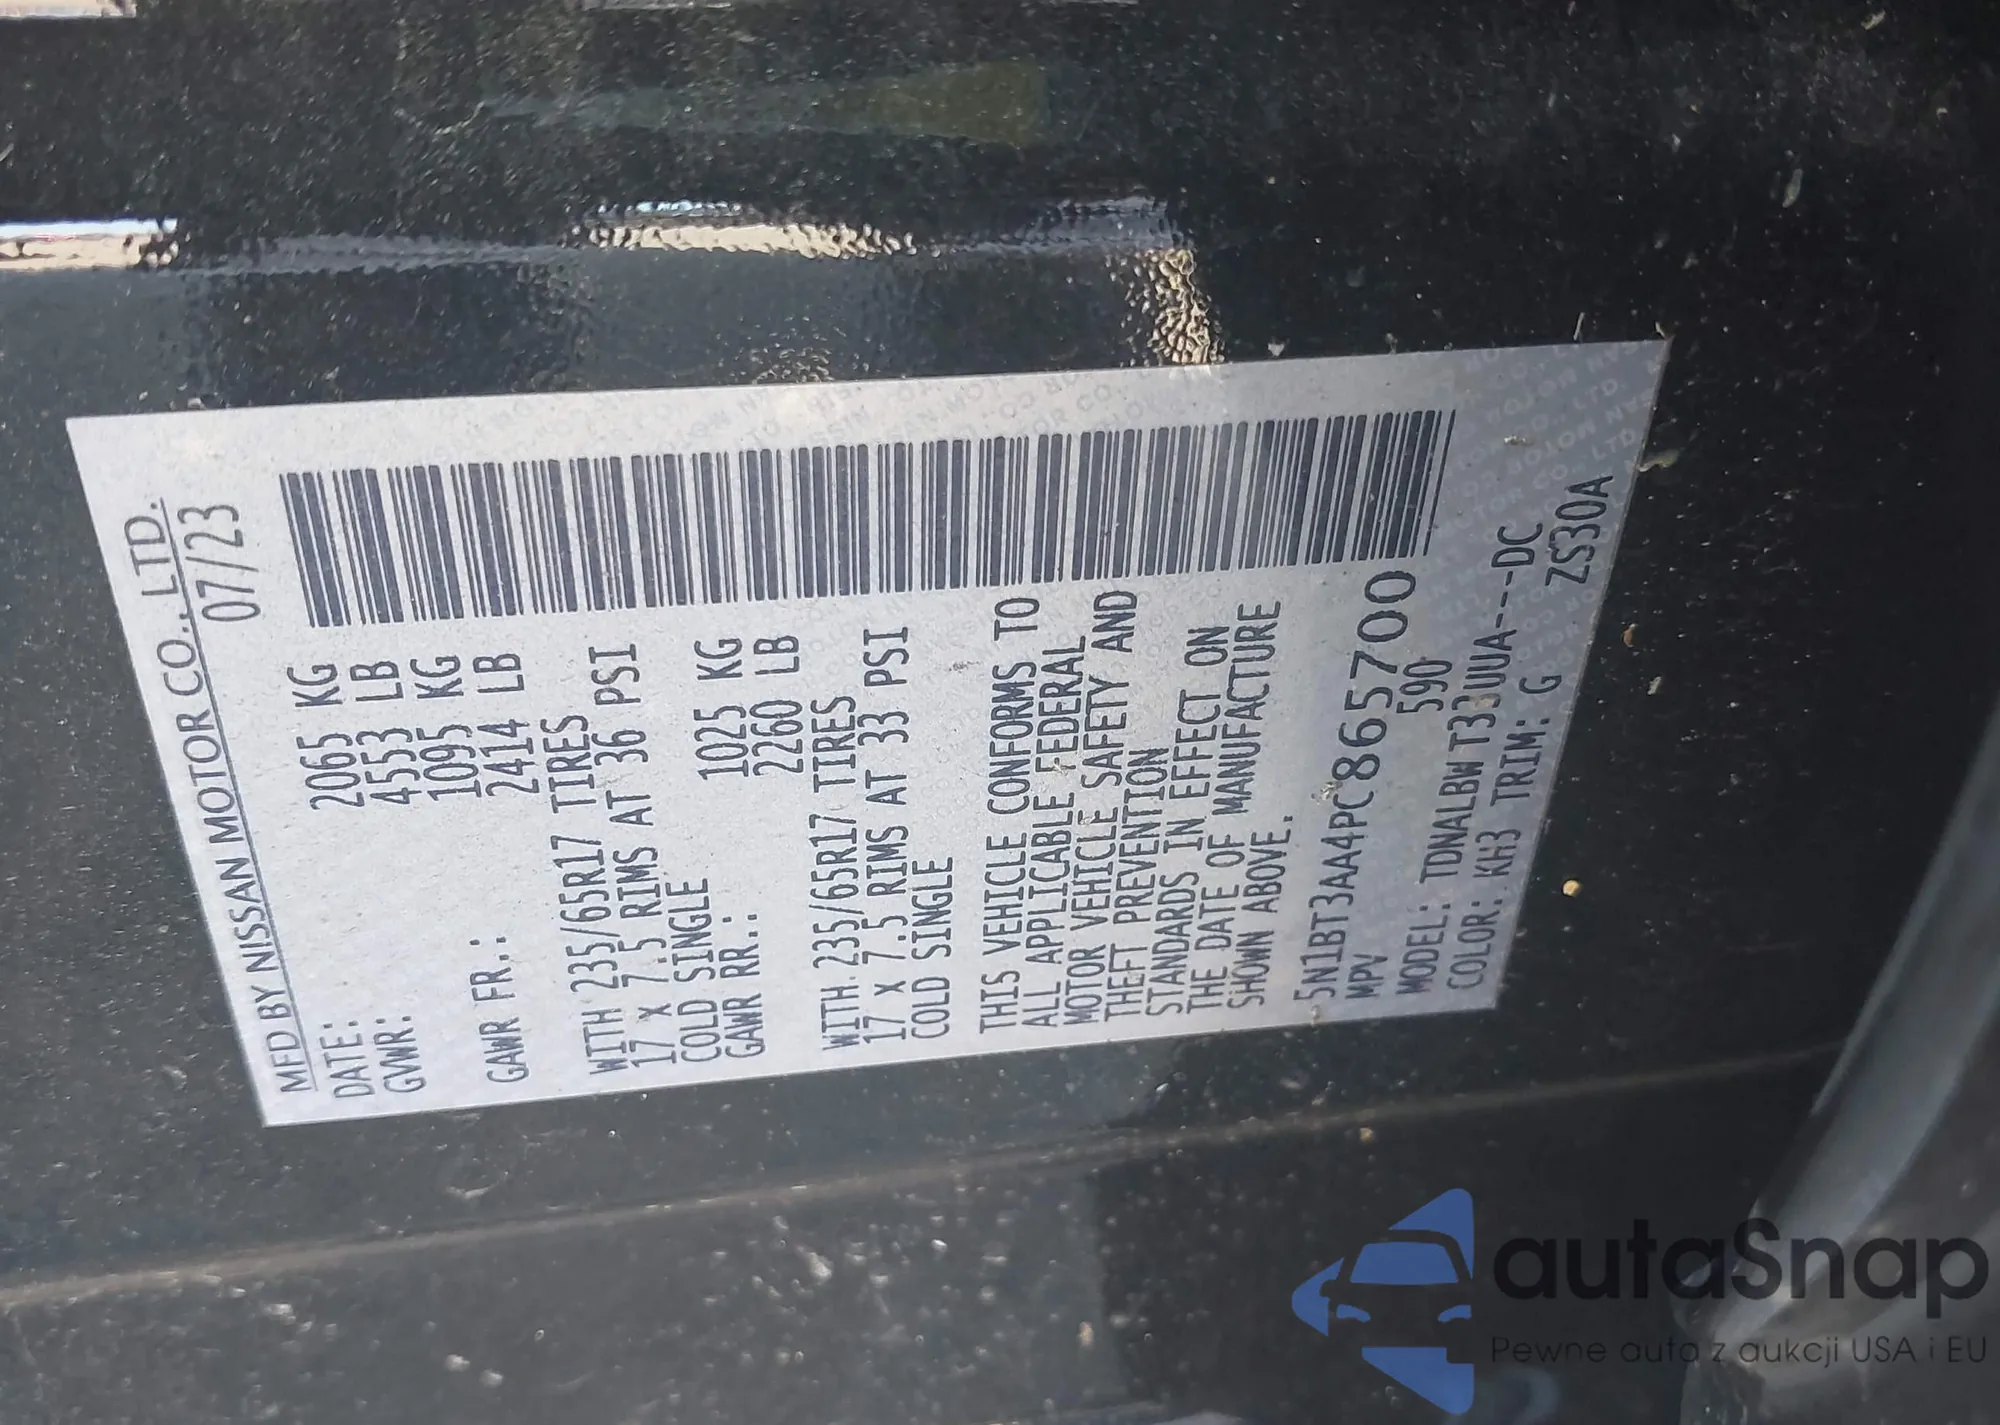 MFD BY NISSAN MOTOR CO., LTD.
DATE: 07/23
GVWR: 2065 KG
4553 LB
GAWR FR.: 1095 KG
2414 LB
WITH 235/65R17 TIRES
17 X 7.5 RIMS AT 36 PSI
COLD SINGLE
GAWR RR.: 1025 KG
2260 LB
WITH 235/65R17 TIRES
17 X 7.5 RIMS AT 33 PSI
COLD SINGLE
THIS VEHICLE CONFORMS TO
ALL APPLICABLE FEDERAL
MOTOR VEHICLE SAFETY AND
THEFT PREVENTION
STANDARDS IN EFFECT ON
THE DATE OF MANUFACTURE
SHOWN ABOVE.
5N1BT3AA4PC865700
MPV 590
MODEL: TDNALBW T33UUA---DC
COLOR: KH3 TRIM: G ZS30A
autaSnap
Pewne auta z aukcji USA i EU